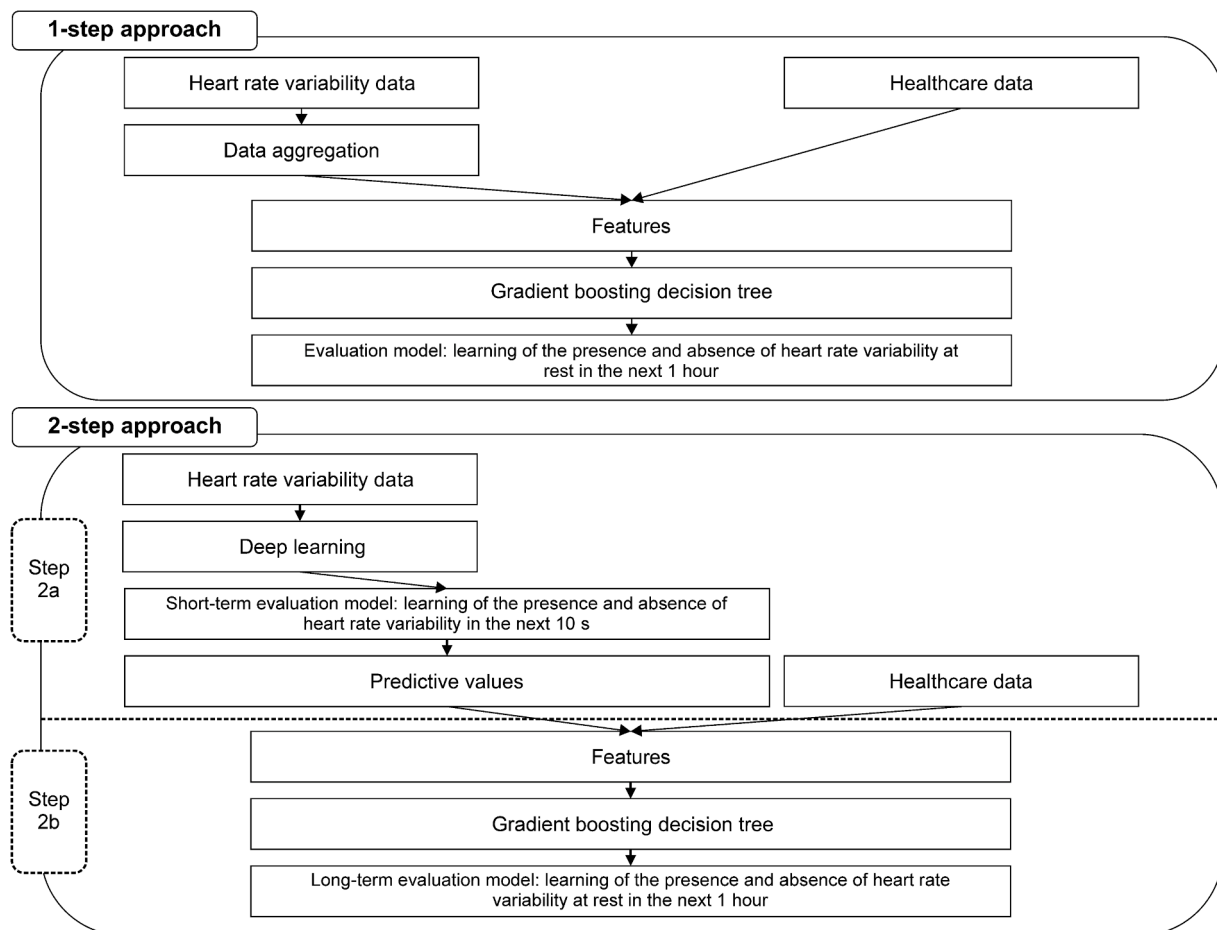 1-step approach
Heart rate variability data
Healthcare data
Data aggregation
Features
Gradient boosting decision tree
Evaluation model: learning of the presence and absence of heart rate variability at
rest in the next 1 hour
2-step approach
Heart rate variability data
Step
2a
Deep learning
Short-term evaluation model: learning of the presence and absence of
heart rate variability in the next 10 s
Predictive values
Healthcare data
Step
2b
Features
Gradient boosting decision tree
Long-term evaluation model: learning of the presence and absence of heart rate
variability at rest in the next 1 hour